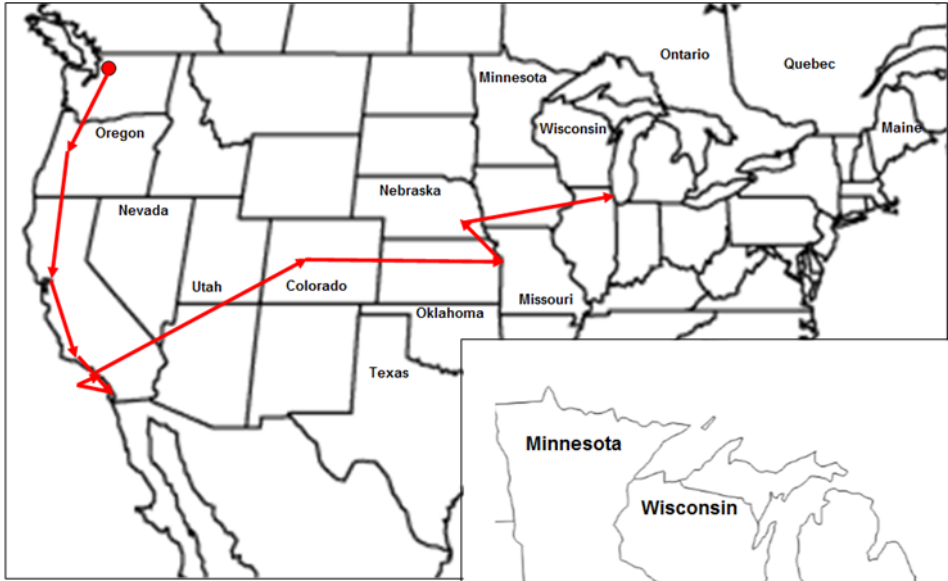 Ontario
Quebec
Minnesota
Wisconsin
Maine
Oregon
Nebraska
Nevada
Utah
Colorado
Missouri
Oklahoma
Texas
Minnesota
Wisconsin